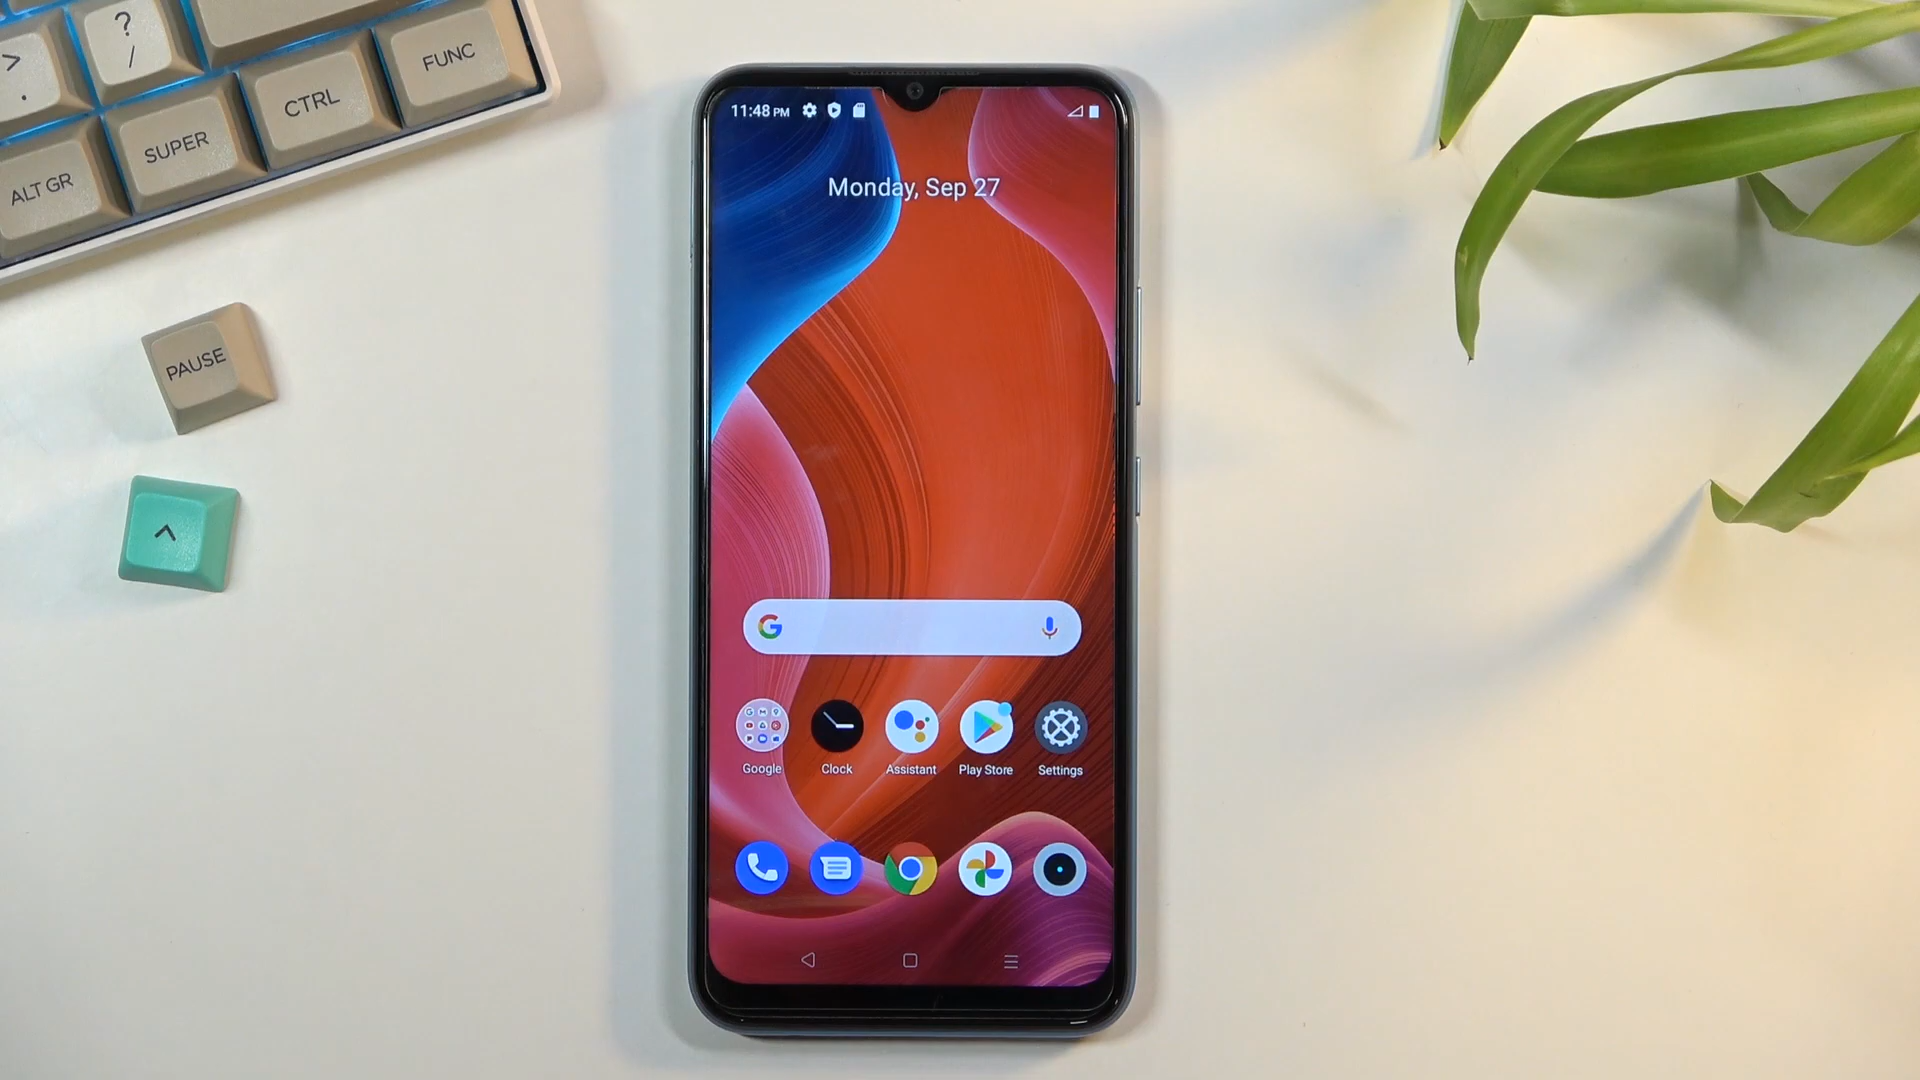 ?
> /
.
FUNC
CTRL
SUPER
ALT GR
PAUSE
^
11:48 PM
Monday, Sep 27
G
Google Clock Assistant Play Store Settings